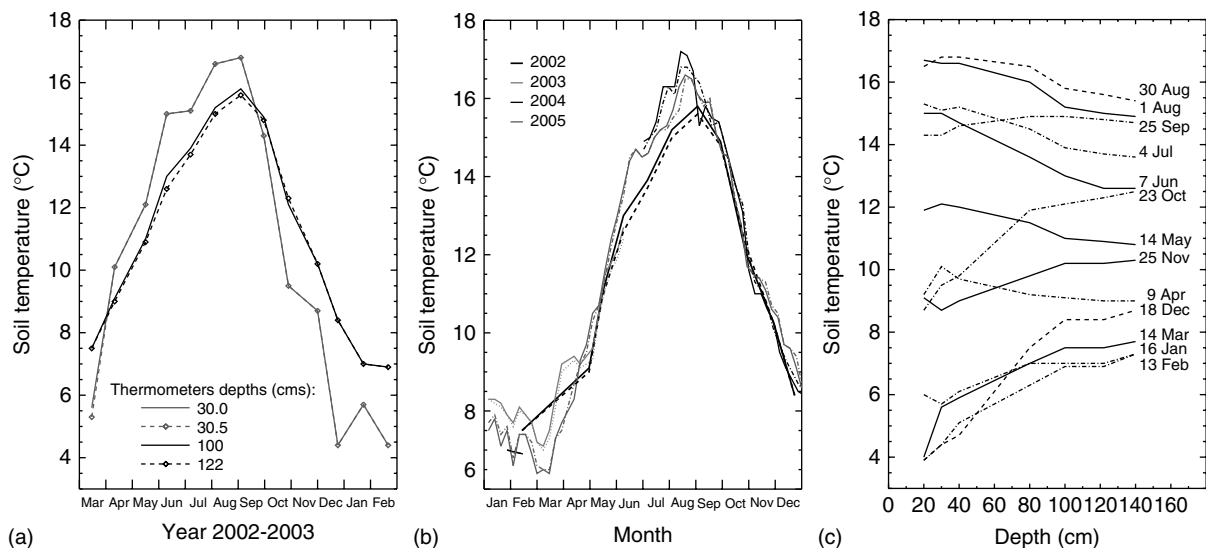 Soil temperature (°C)
18
16
14
12
10
8
6
4
Thermometers depths (cms):
30.0
30.5
100
122
Mar Apr May Jun Jul Aug Sep Oct Nov Dec Jan Feb
(a)
Year 2002-2003
Soil temperature (°C)
18
16
14
12
10
8
6
2002
2003
2004
2005
Jan Feb Mar Apr May Jun Jul Aug Sep Oct Nov Dec
(b)
Month
Soil temperature (°C)
18
16
14
12
10
8
6
4
30 Aug
1 Aug
25 Sep
4 Jul
7 Jun
23 Oct
14 May
25 Nov
9 Apr
18 Dec
14 Mar
16 Jan
13 Feb
0 20 40 60 80 100 120 140 160
(c)
Depth (cm)